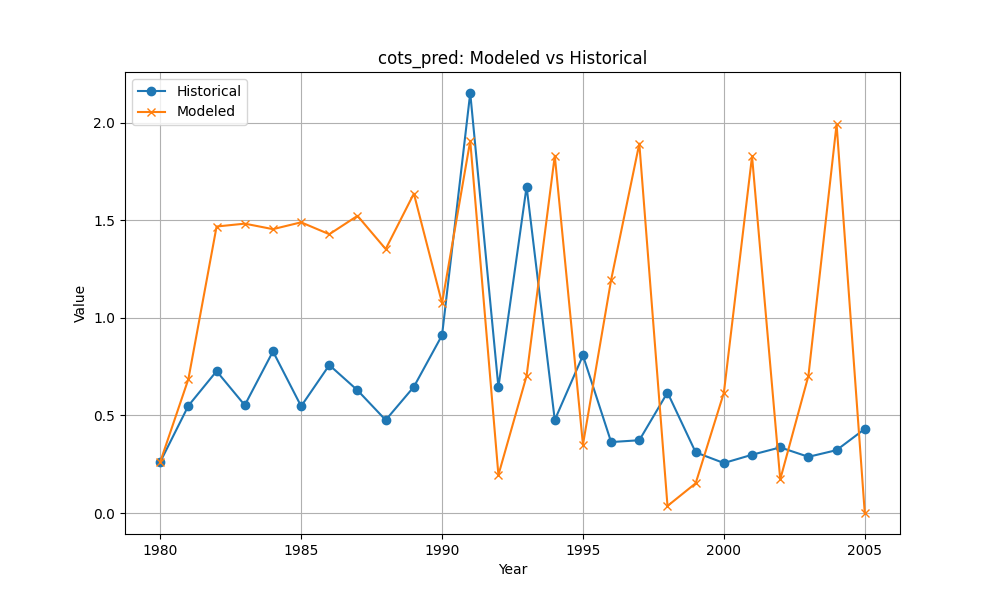 cots_pred: Modeled vs Historical
Historical
Modeled
2.0
1.5
1.0
0.5
0.0
Value
1980 1985 1990 1995 2000 2005
Year